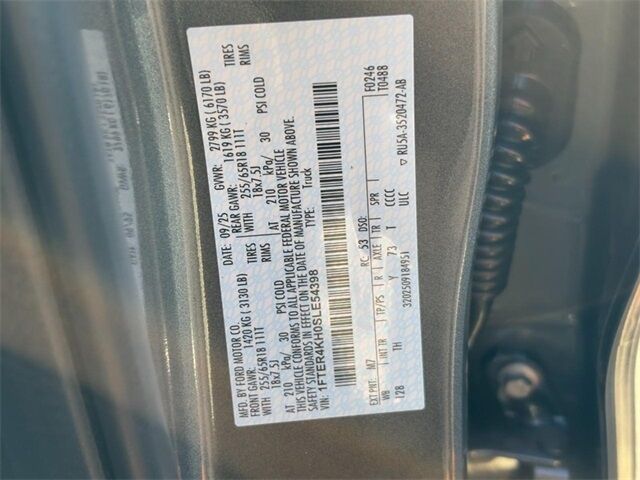 MFD. BY FORD MOTOR CO.
09/25
GVWR: 2799 KG ( 6170 LB)
FRONT GAWR: 1420 KG ( 3130 LB)
REAR GAWR: 1619 KG ( 3570 LB)
WITH 255/65R18 111T TIRES
WITH 255/65R18 111T TIRES
18x7.5J RIMS
18x7.5J RIMS
AT 210 kPa/ 30 PSI COLD
AT 210 kPa/ 30 PSI COLD
THIS VEHICLE CONFORMS TO ALL APPLICABLE FEDERAL MOTOR VEHICLE
SAFETY STANDARDS IN EFFECT ON THE DATE OF MANUFACTURE SHOWN ABOVE.
VIN: 1FTER4KH0SLE54398
TYPE: Truck
F0246
T0488
EXT PNT: M7 RC: 53 DSO:
WB INT TR TP/PS R AXLE TR SPR
128 TH Y 73 T CCCC
3202509184951 ULC ▽ RU5A-3520472-AB